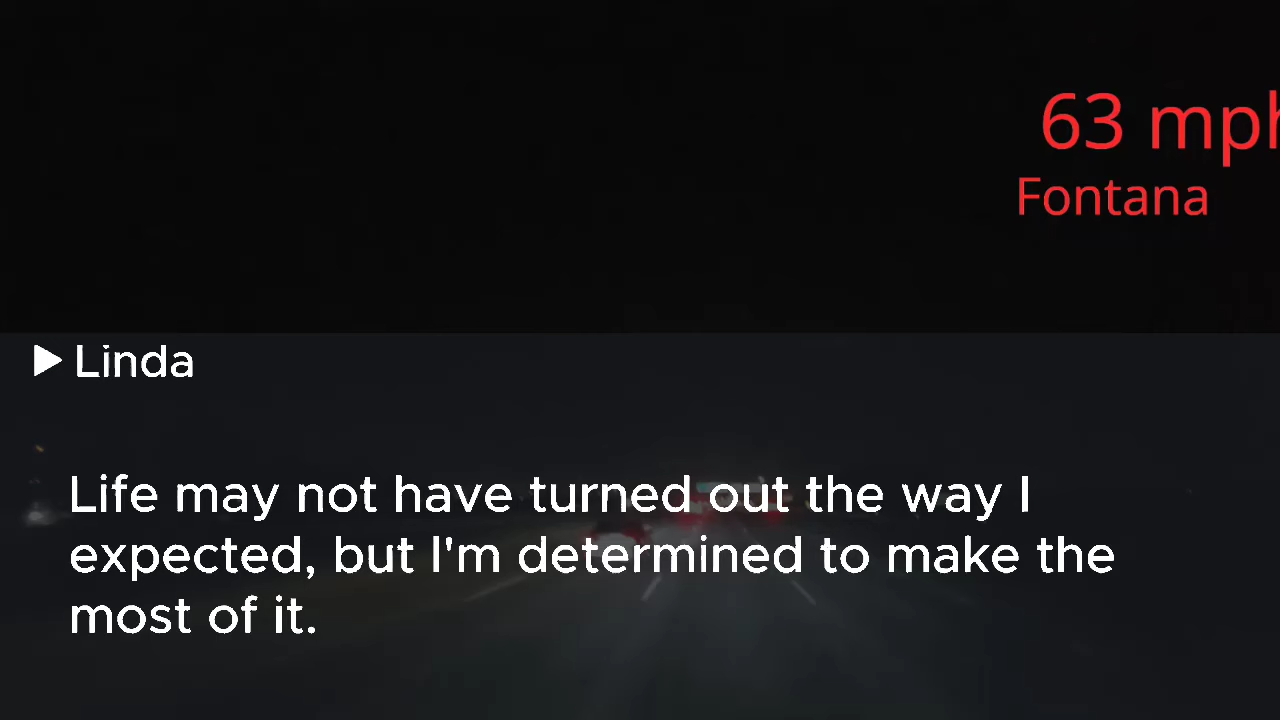 63 mph
Fontana
Linda
Life may not have turned out the way I
expected, but I'm determined to make the
most of it.